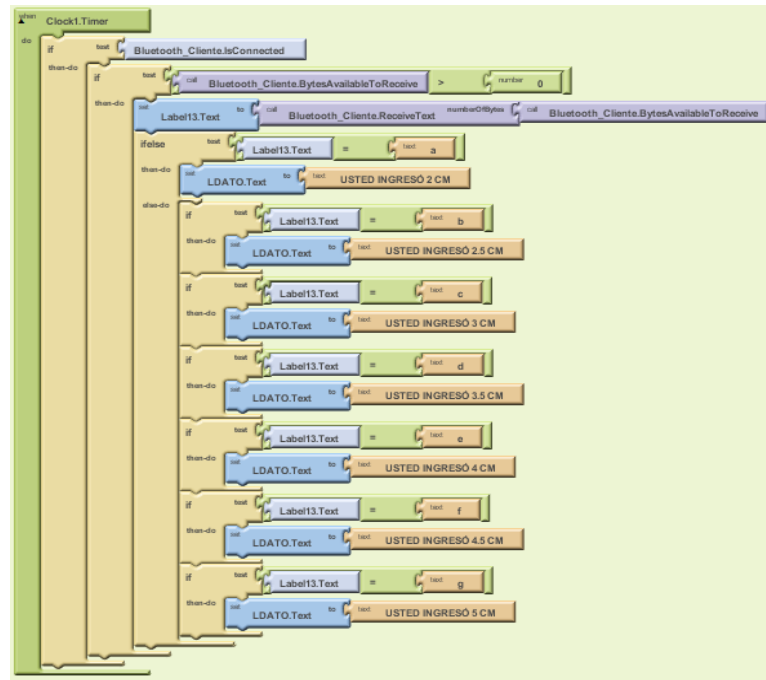 when Clock1.Timer
do if test Bluetooth_Cliente.IsConnected
then-do if test call Bluetooth_Cliente.BytesAvailableToReceive > number 0
then-do set Label13.Text to call Bluetooth_Cliente.ReceiveText numberOfBytes call Bluetooth_Cliente.BytesAvailableToReceive
ifelse test Label13.Text = text a
then-do set LDATO.Text to text USTED INGRESÓ 2 CM
else-do if test Label13.Text = text b
then-do set LDATO.Text to text USTED INGRESÓ 2.5 CM
if test Label13.Text = text c
then-do set LDATO.Text to text USTED INGRESÓ 3 CM
if test Label13.Text = text d
then-do set LDATO.Text to text USTED INGRESÓ 3.5 CM
if test Label13.Text = text e
then-do set LDATO.Text to text USTED INGRESÓ 4 CM
if test Label13.Text = text f
then-do set LDATO.Text to text USTED INGRESÓ 4.5 CM
if test Label13.Text = text g
then-do set LDATO.Text to text USTED INGRESÓ 5 CM